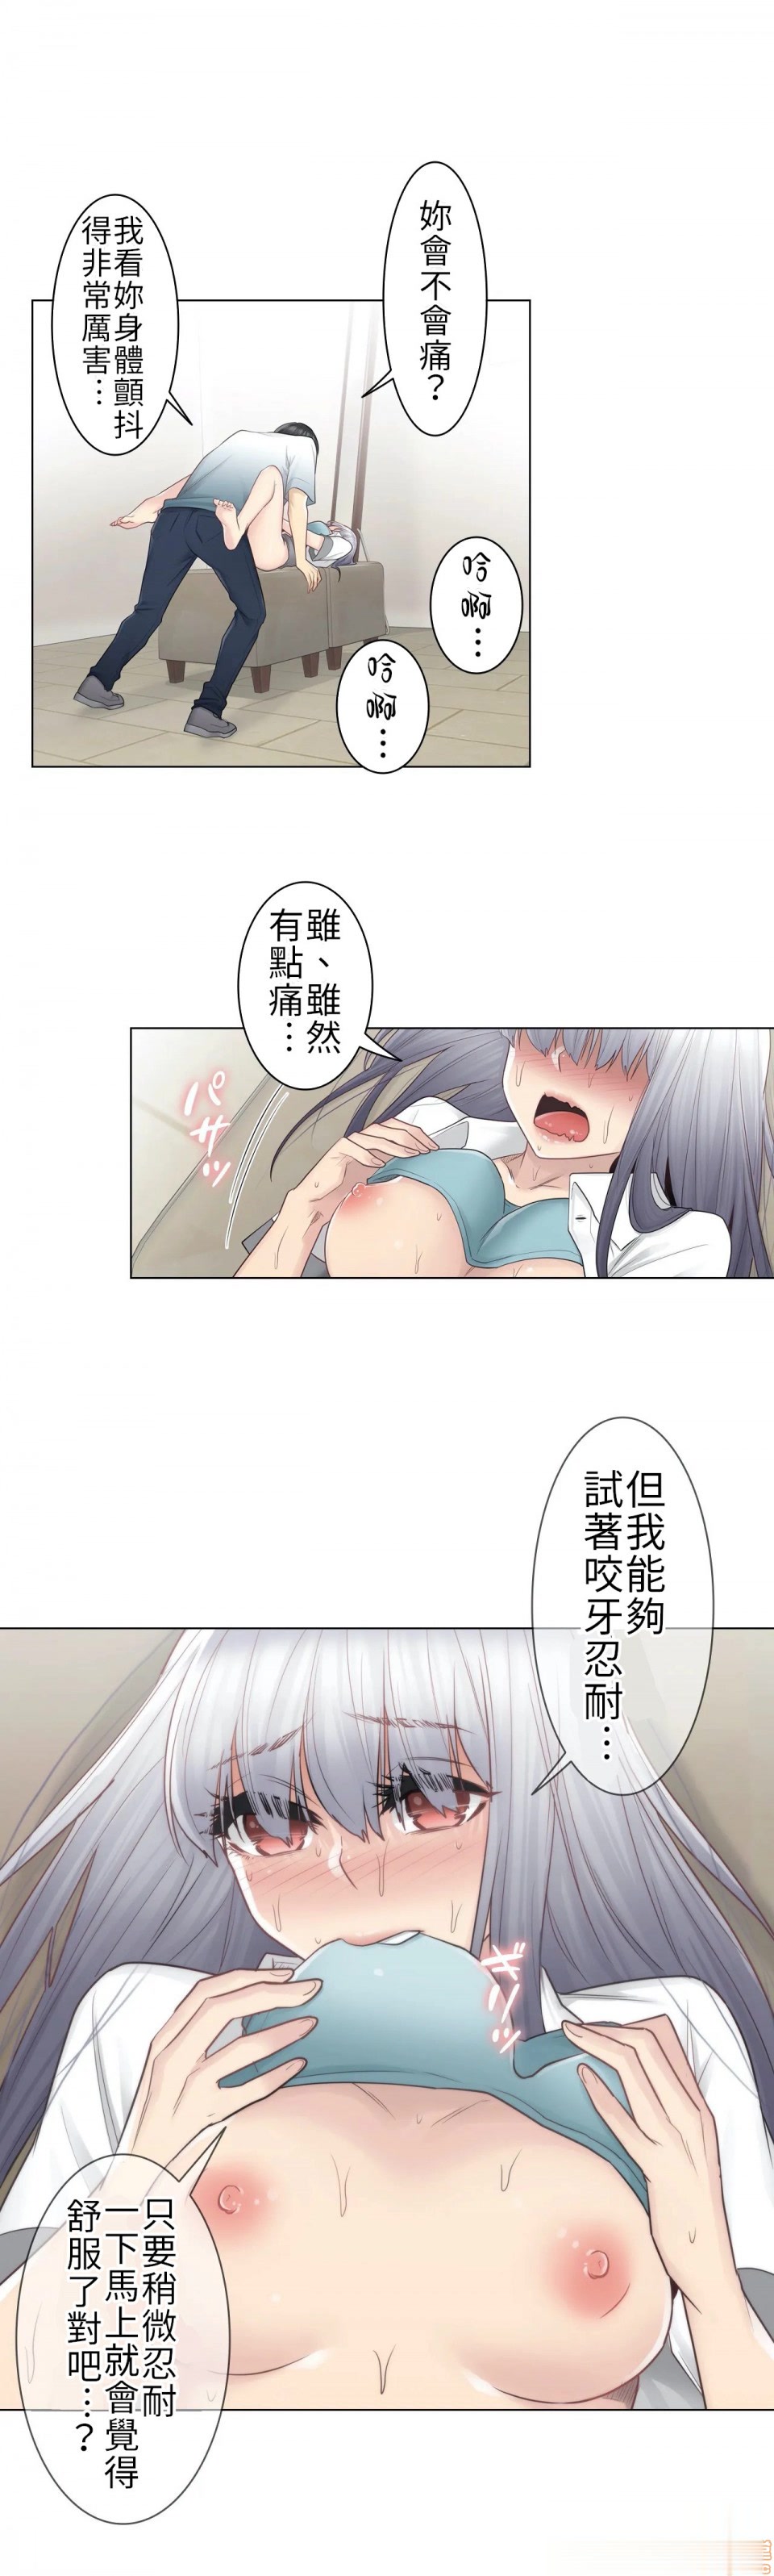 妳會不會痛？
我看妳身體顫抖
得非常厲害…
哈啊…
哈啊…
雖、雖然
有點痛…
パサッ
但我能夠
試著咬牙忍耐…
ギリッ
只要稍微忍耐
一下馬上就會覺得
舒服了對吧…？